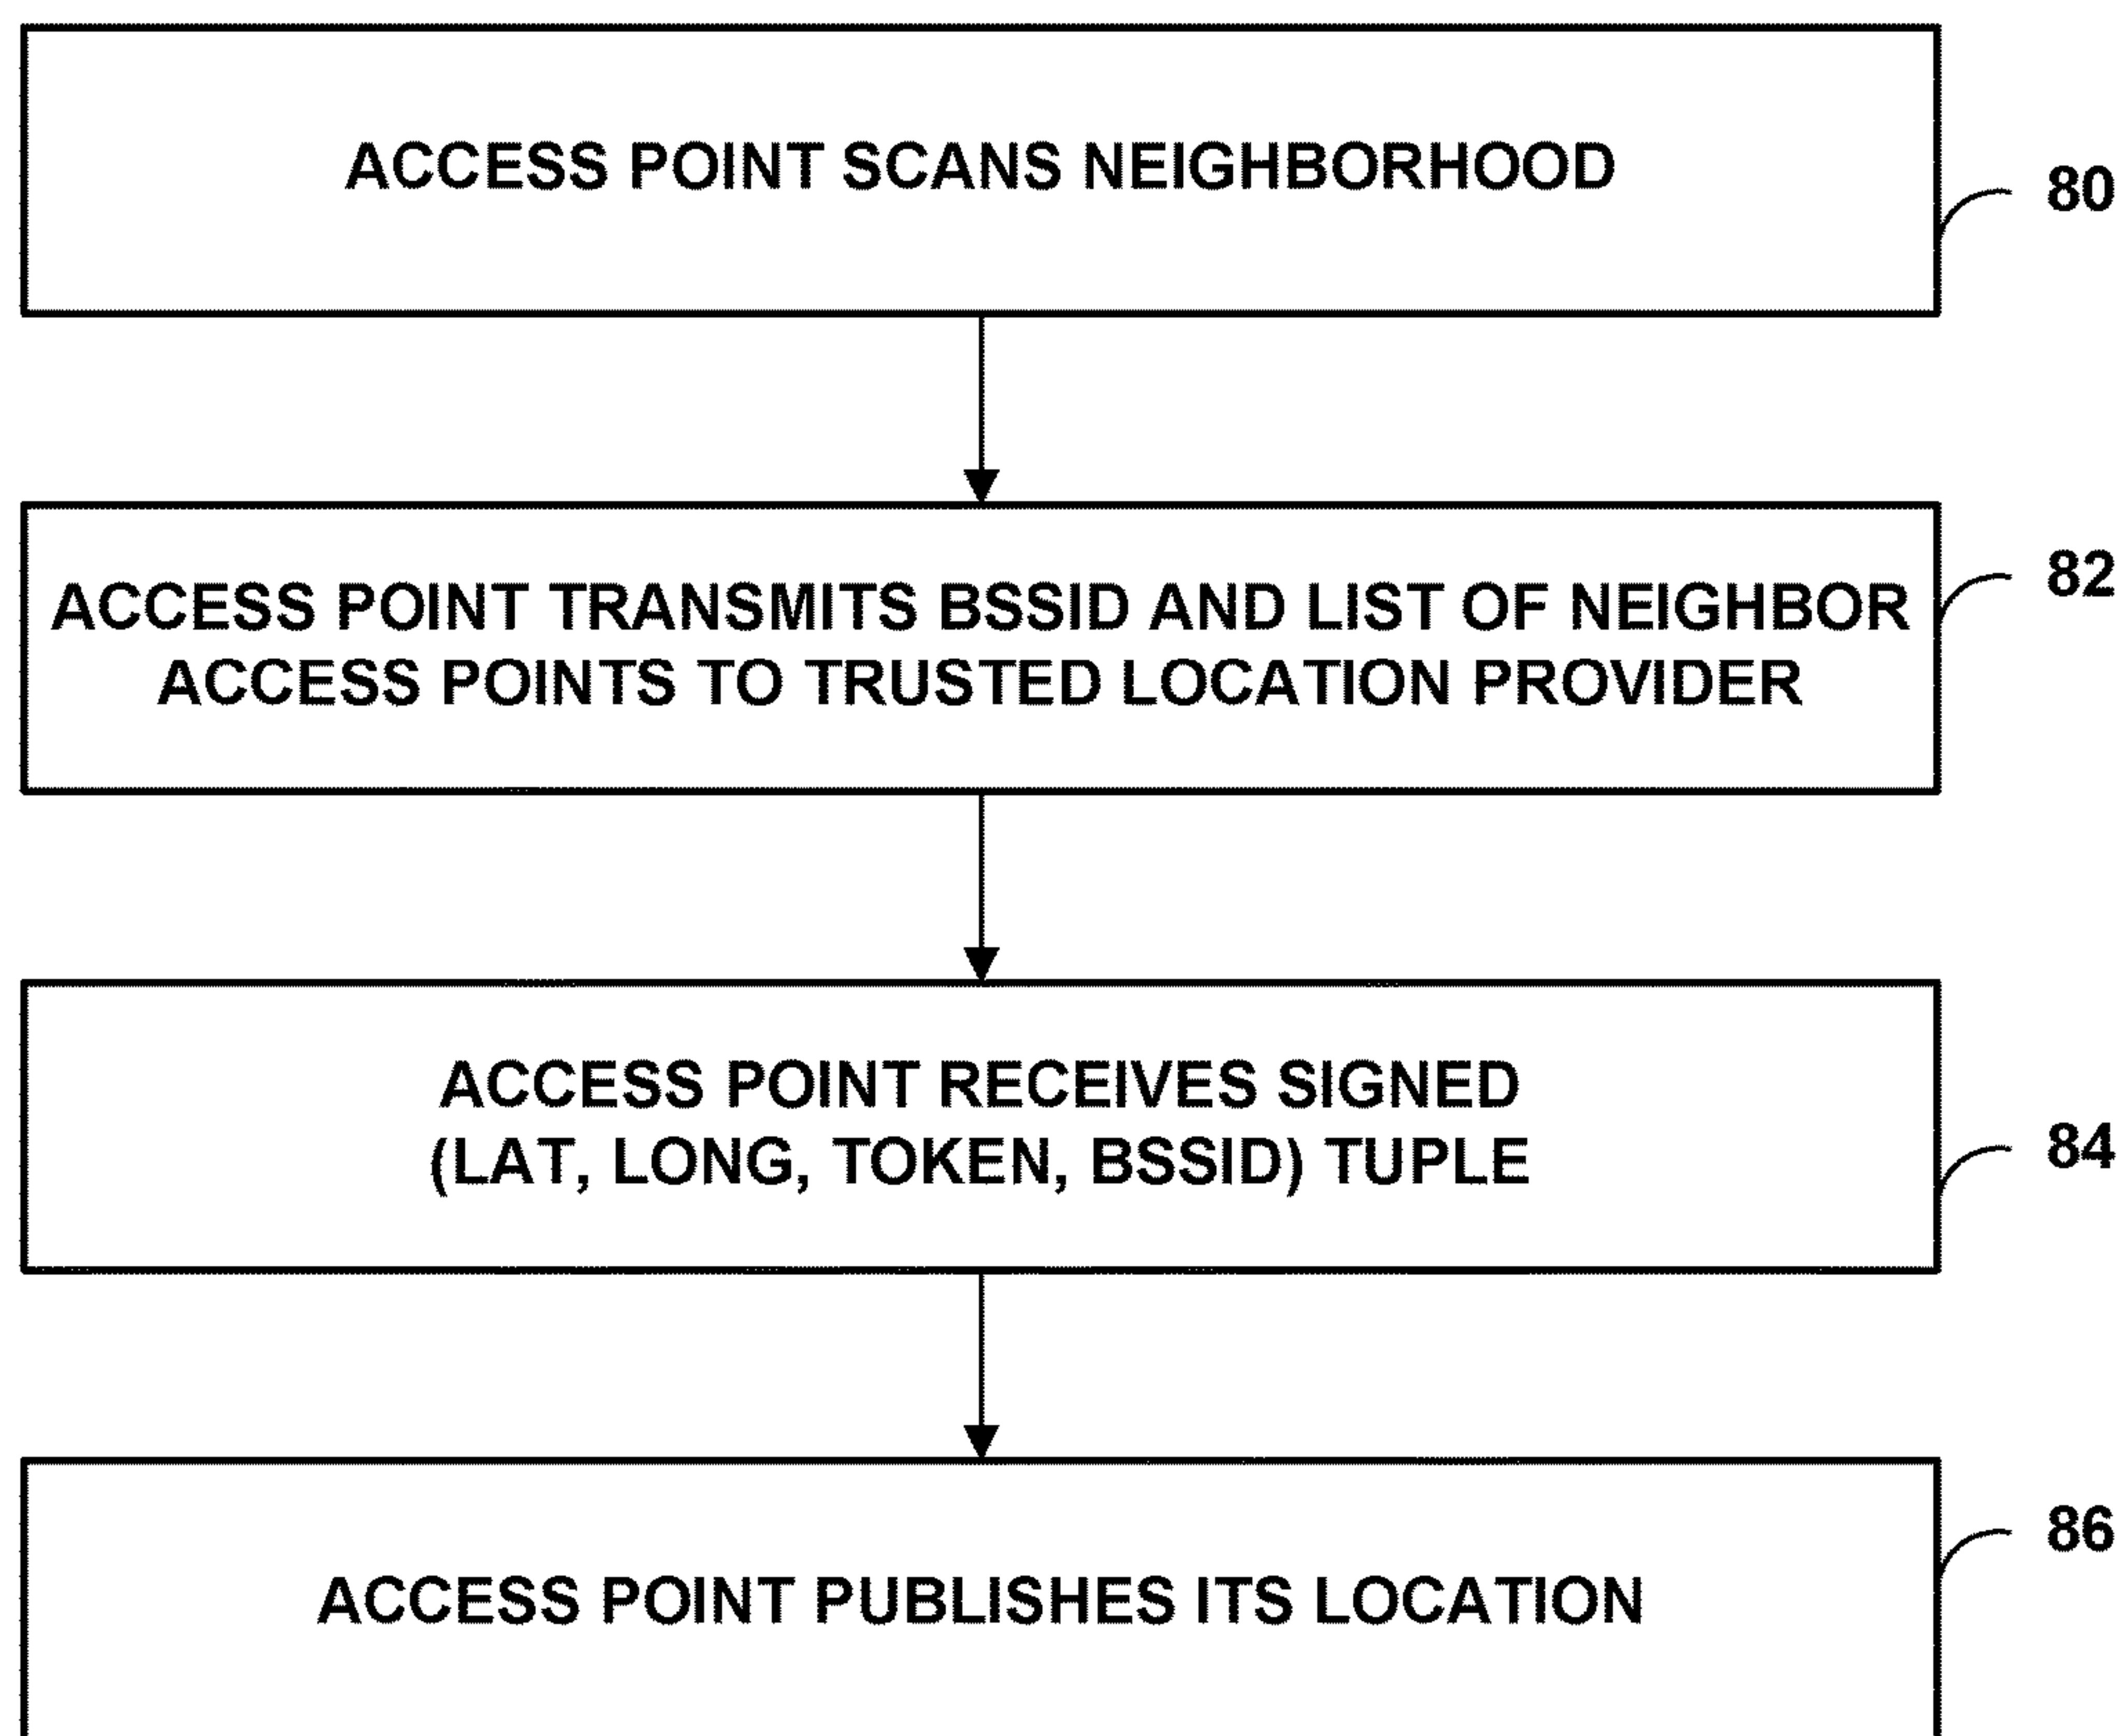 ACCESS POINT SCANS NEIGHBORHOOD
80
ACCESS POINT TRANSMITS BSSID AND LIST OF NEIGHBOR
ACCESS POINTS TO TRUSTED LOCATION PROVIDER
82
ACCESS POINT RECEIVES SIGNED
(LAT, LONG, TOKEN, BSSID) TUPLE
84
ACCESS POINT PUBLISHES ITS LOCATION
86